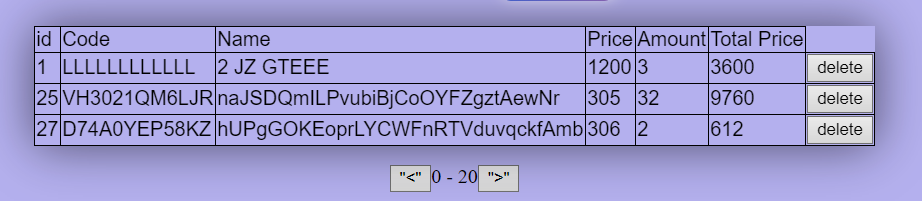 id Code Name Price Amount Total Price
1 LLLLLLLLLLLL 2 JZ GTEEE 1200 3 3600 delete
25 VH3021QM6LJR naJSDQmILPvubiBjCoOYFZgztAewNr 305 32 9760 delete
27 D74A0YEP58KZ hUPgGOKEoprLYCWFnRTVduvqckfAmb 306 2 612 delete
"<" 0 - 20 ">"